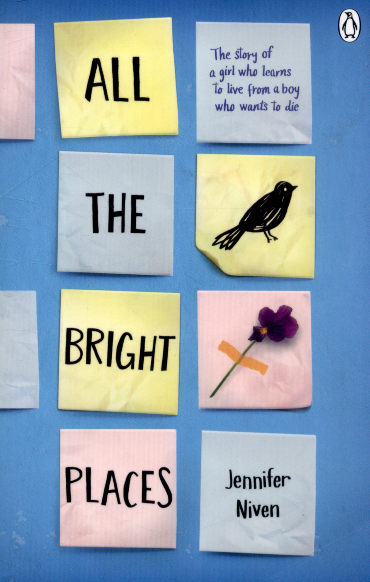 ALL
The story of
a girl who learns
to live from a boy
who wants to die
THE
BRIGHT
PLACES
Jennifer
Niven